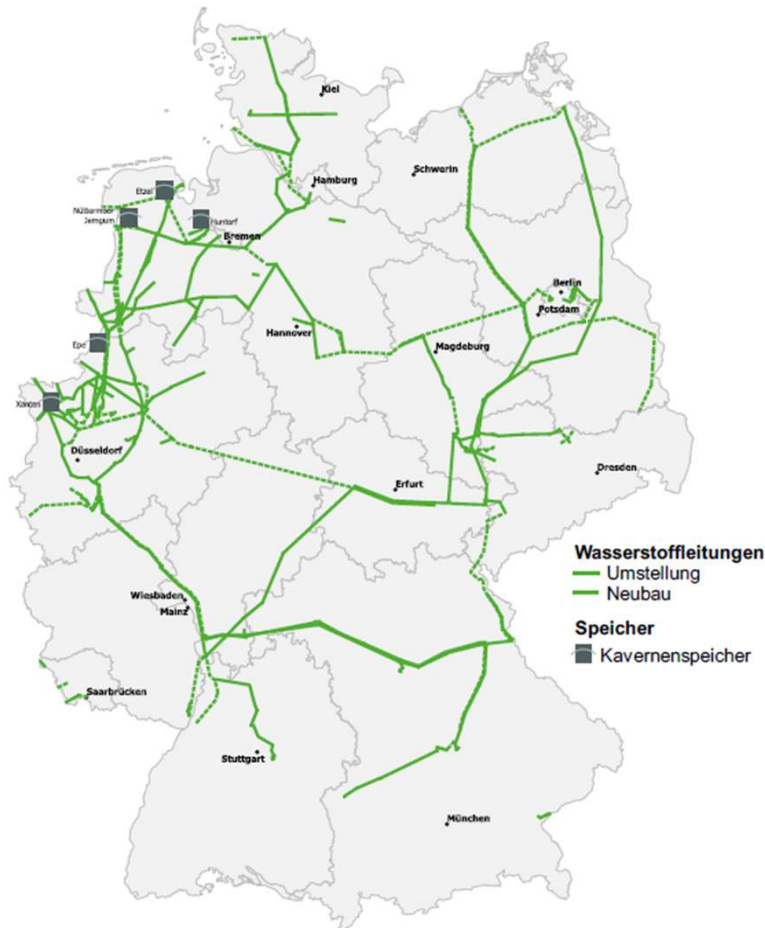 Kiel
Schwerin
Hamburg
Etzel
Nüttermoor
Jemgum
Huntorf
Bremen
Berlin
Potsdam
Hannover
Magdeburg
Epe
Xanten
Düsseldorf
Dresden
Erfurt
Wasserstoffleitungen
Umstellung
Neubau
Speicher
Kavernenspeicher
Wiesbaden
Mainz
Saarbrücken
Stuttgart
München